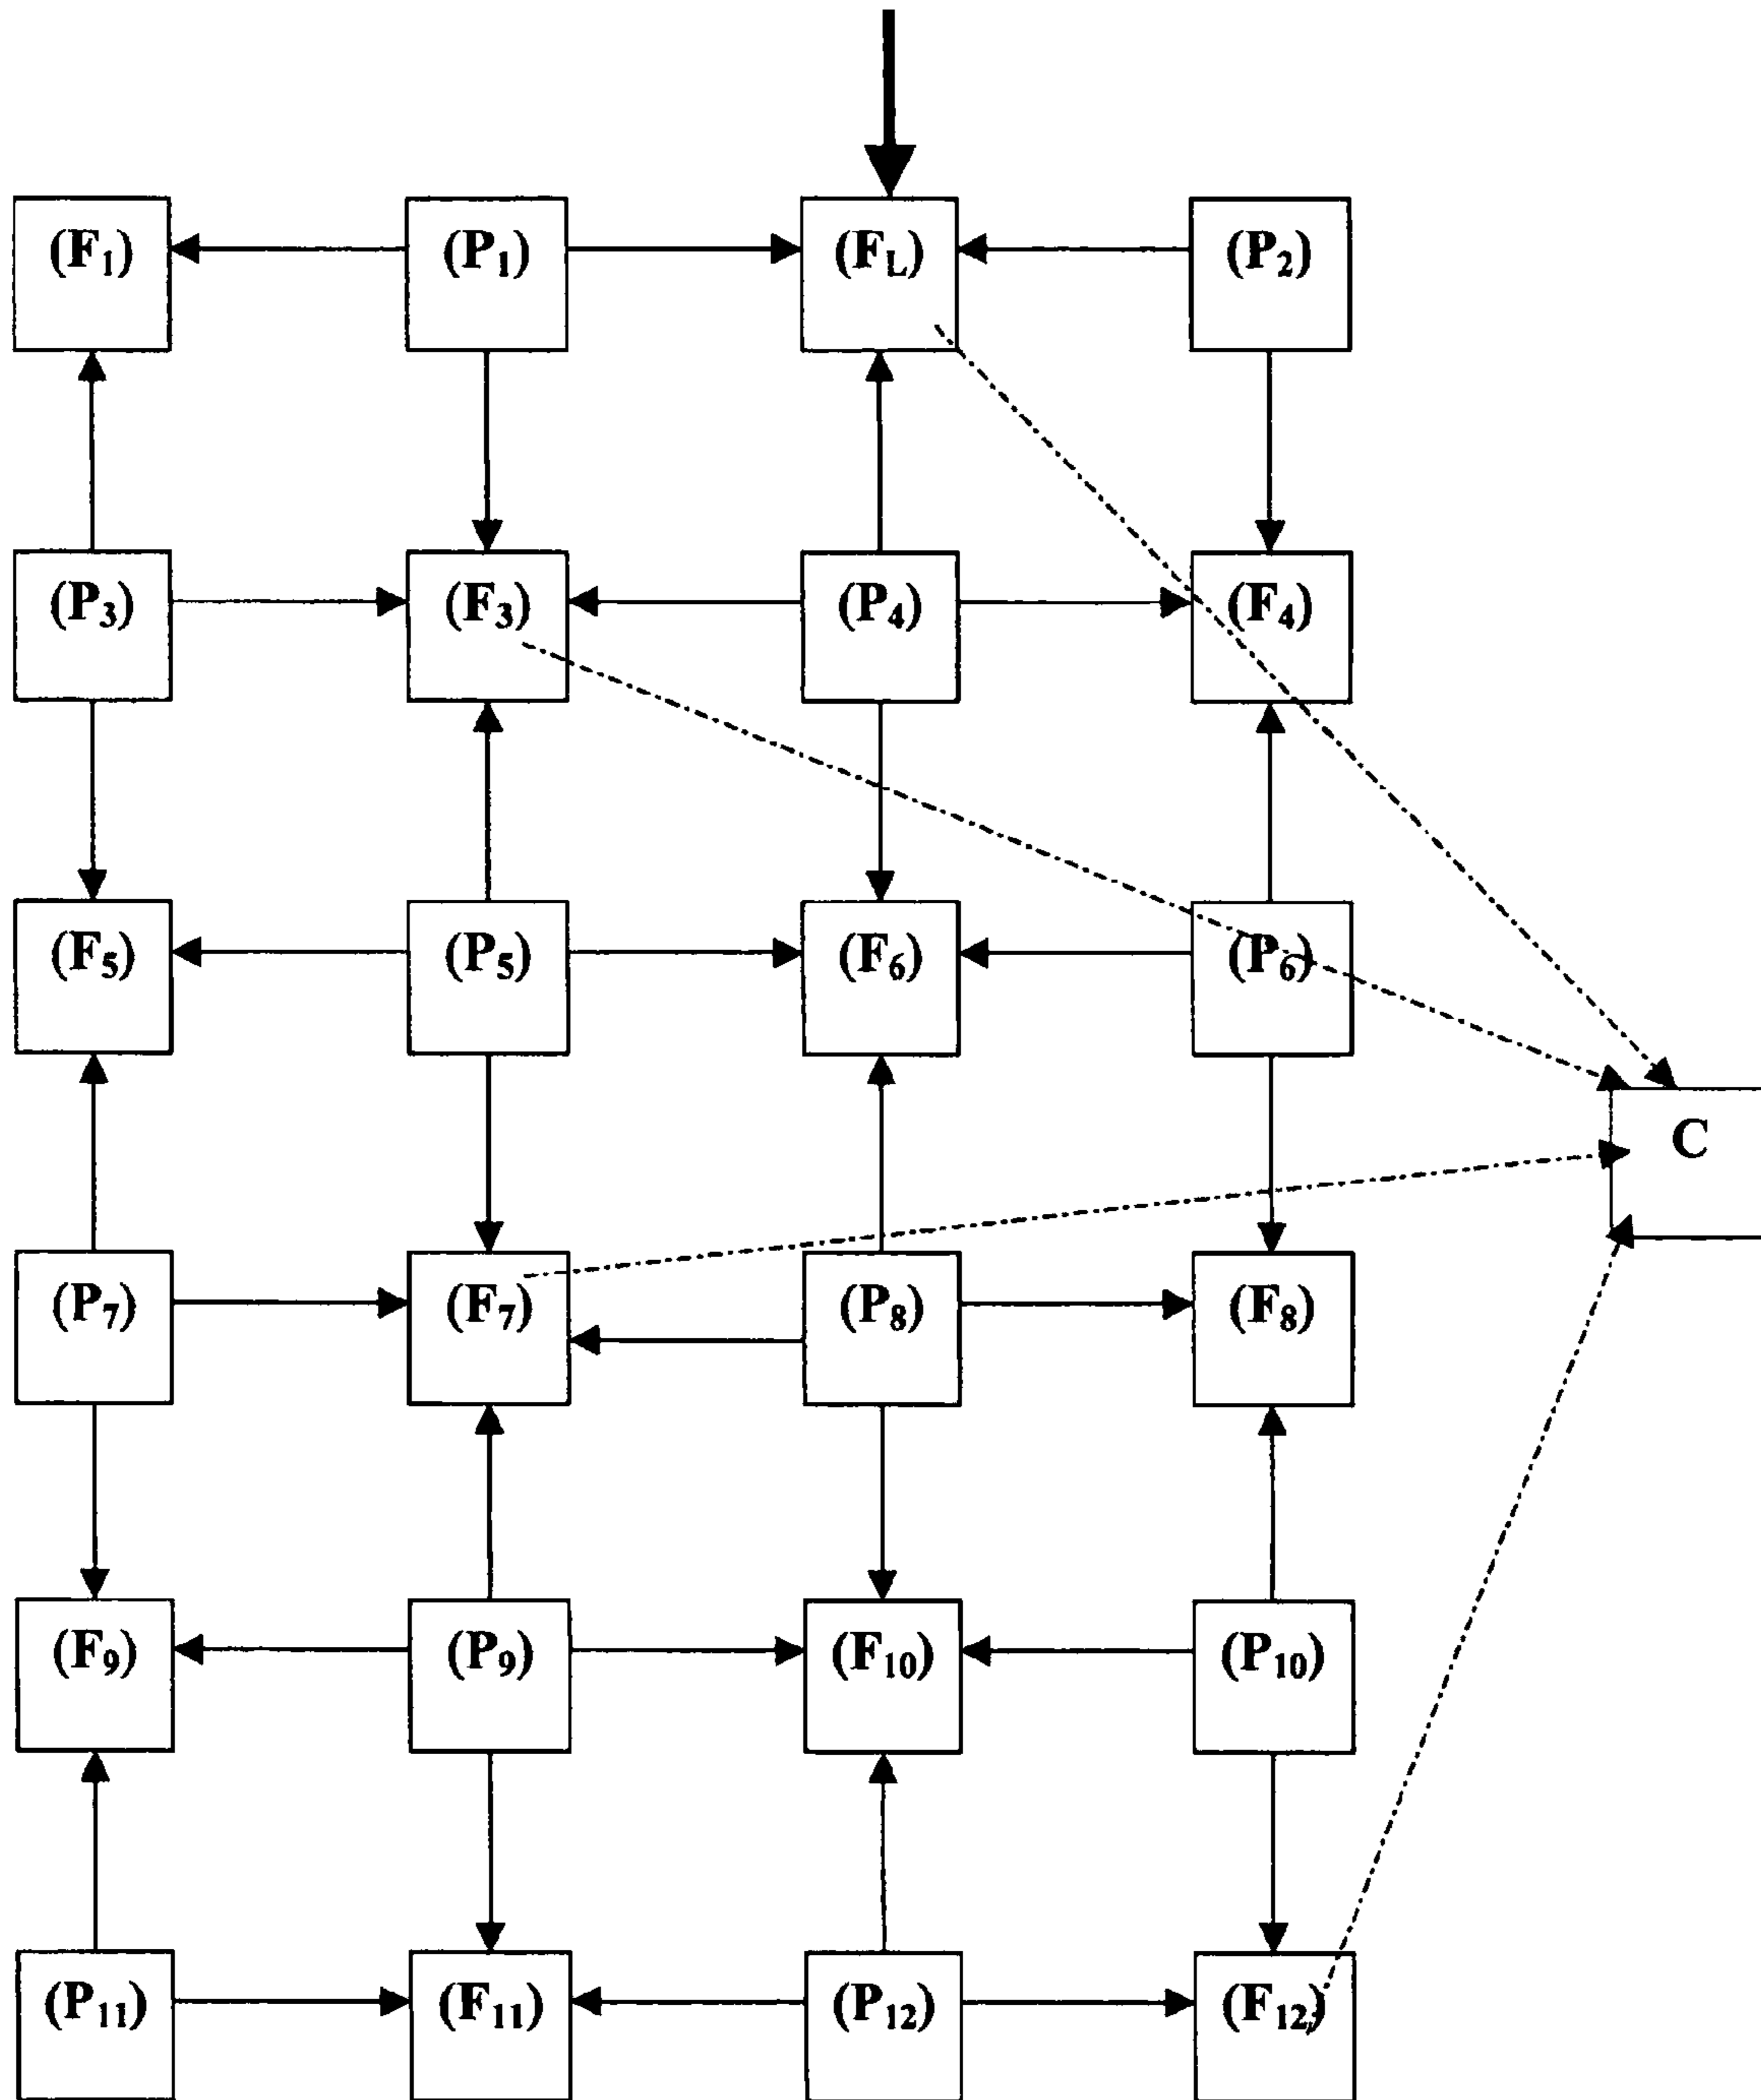 (F₁) (P₁) (F_L) (P₂)
(P₃) (F₃) (P₄) (F₄)
(F₅) (P₅) (F₆) (P₆)
C
(P₇) (F₇) (P₈) (F₈)
(F₉) (P₉) (F₁₀) (P₁₀)
(P₁₁) (F₁₁) (P₁₂) (F₁₂)